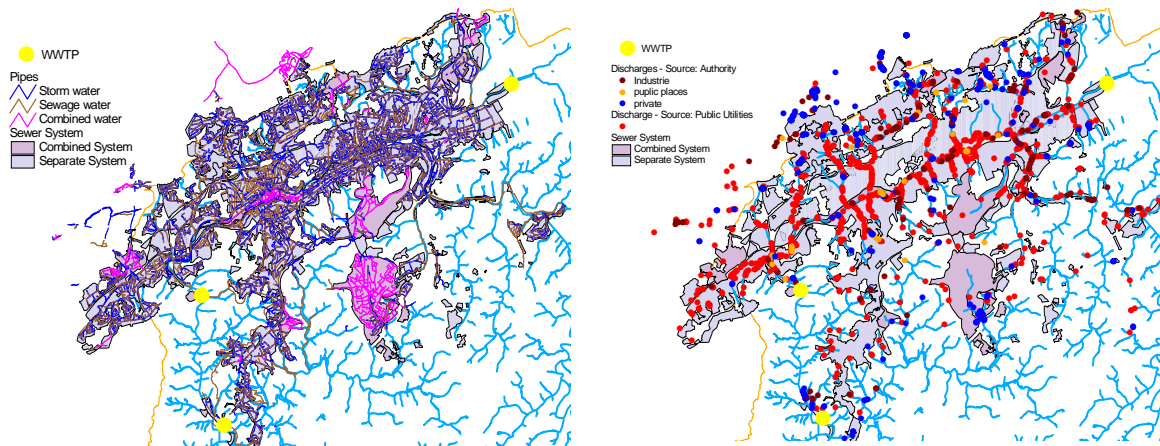 WWTP
Pipes
Storm water
Sewage water
Combined water
Sewer System
Combined System
Separate System
WWTP
Discharges - Source: Authority
Industrie
pupblic places
private
Discharge - Source: Public Utilities
Sewer System
Combined System
Separate System